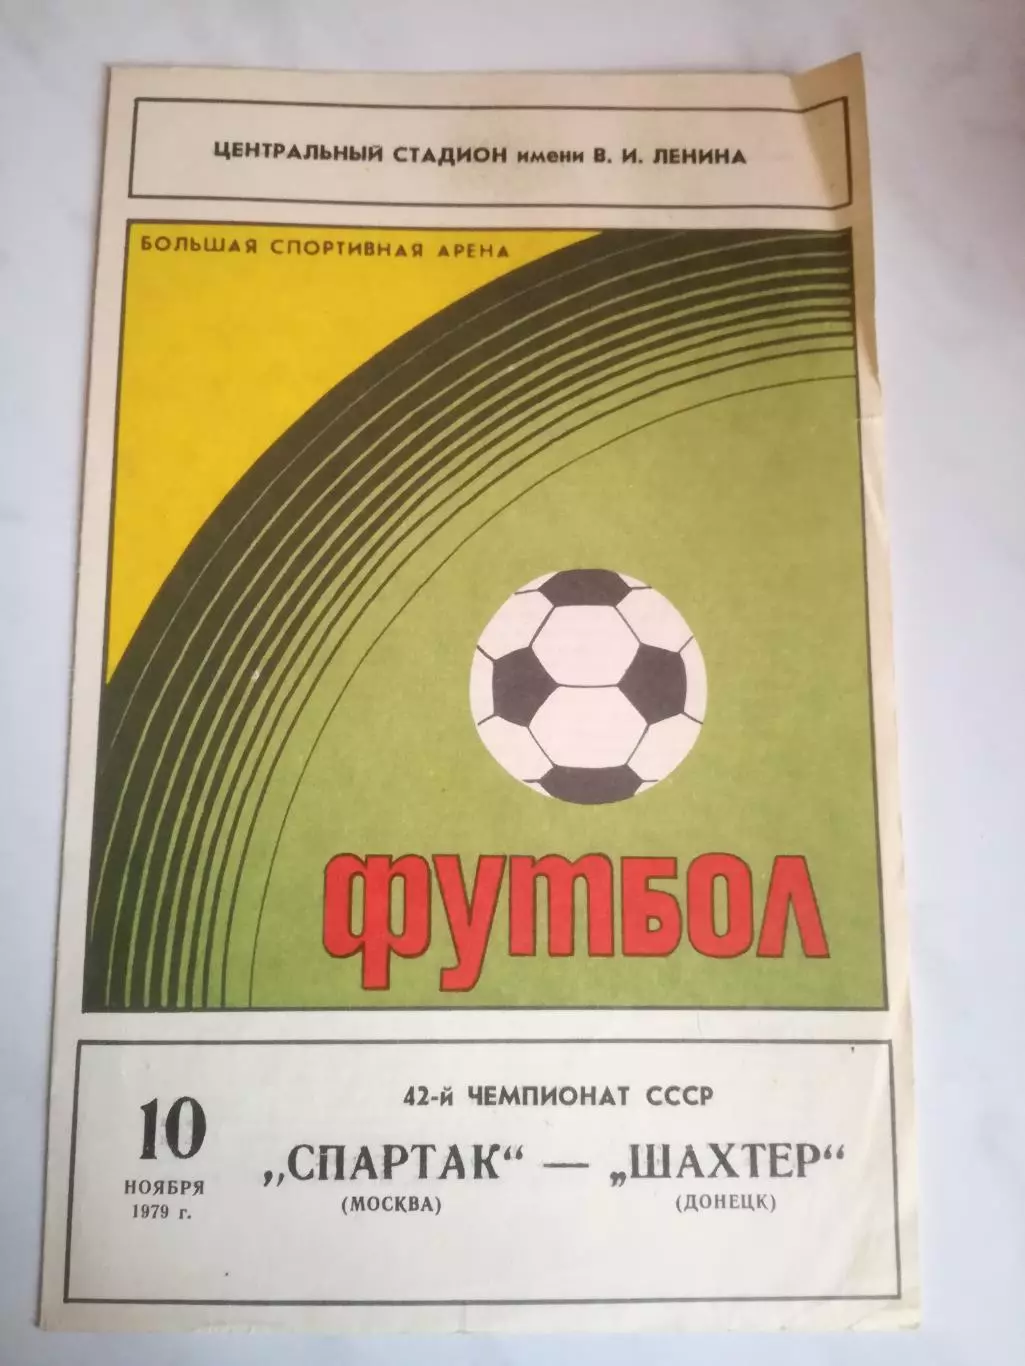 ЦЕНТРАЛЬНЫЙ СТАДИОН имени В. И. ЛЕНИНА
БОЛЬШАЯ СПОРТИВНАЯ АРЕНА
ФУТБОЛ
42-й ЧЕМПИОНАТ СССР
10
НОЯБРЯ
1979 г.
„СПАРТАК“ — „ШАХТЕР“
(МОСКВА) (ДОНЕЦК)